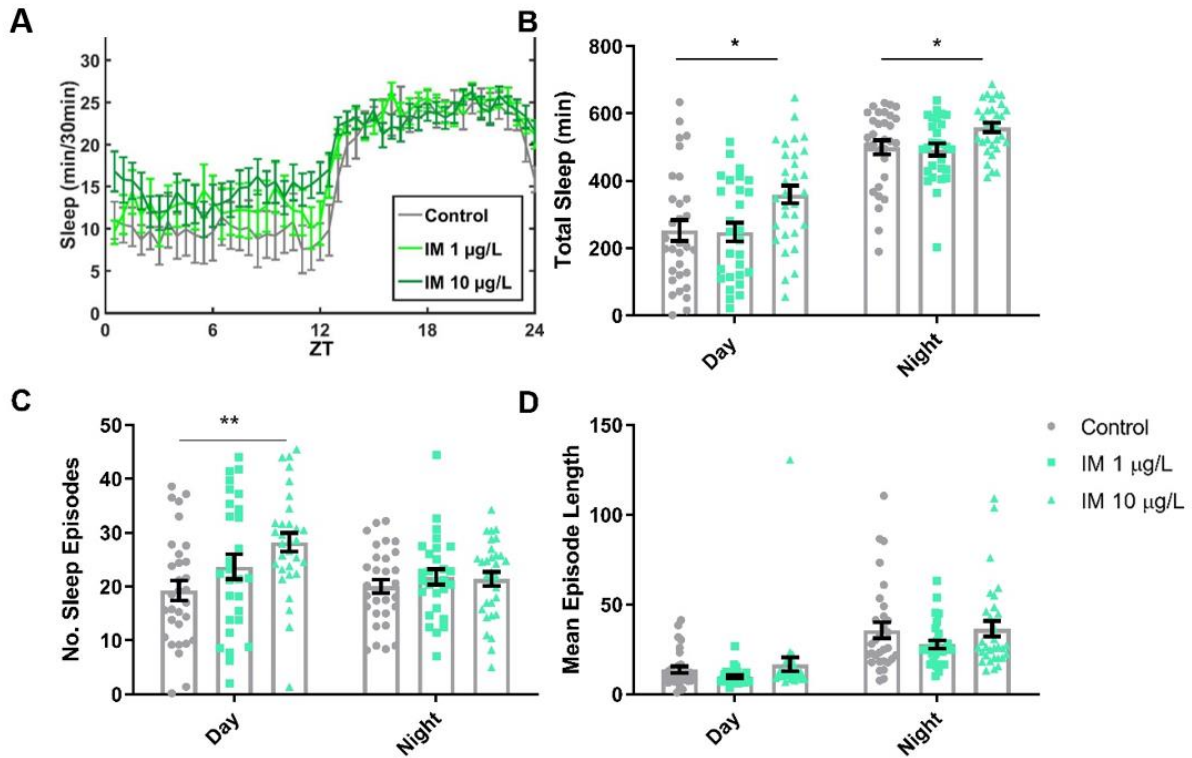 A
Sleep (min/30min)
30
25
20
15
10
5
0
Control
IM 1 µg/L
IM 10 µg/L
0 6 12 18 24
ZT
B
Total Sleep (min)
800
600
400
200
0
* *
Day Night
C
No. Sleep Episodes
50
40
30
20
10
0
**
Day Night
D
Mean Episode Length
150
100
50
0
Day Night
Control
IM 1 µg/L
IM 10 µg/L